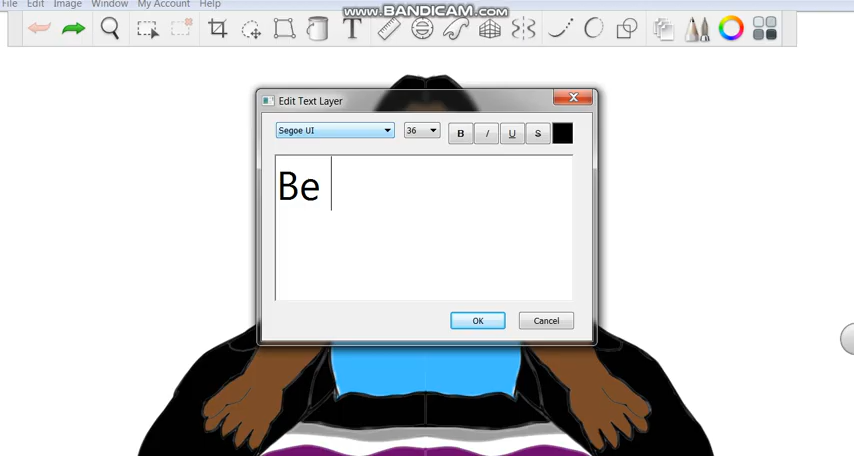 www.BANDICAM.com
File Edit Image Window My Account Help
T
Edit Text Layer
Segoe UI 36 B I U S
Be
OK Cancel